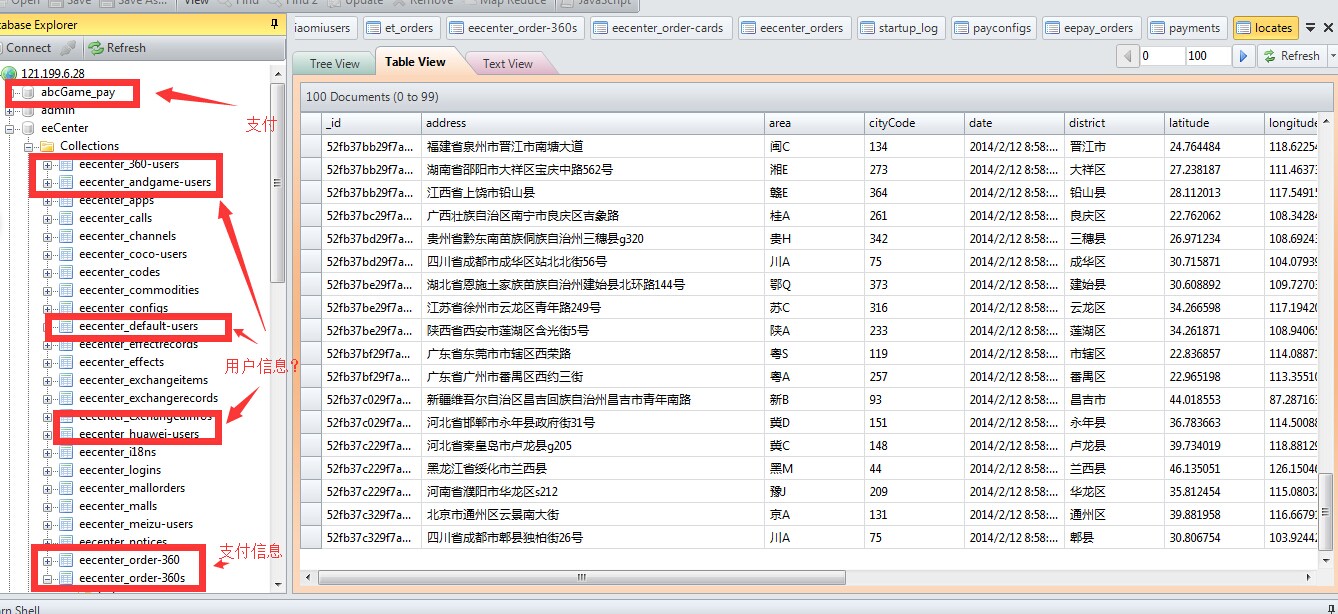 Open Save Save As... View Find Find 2 Update Remove Map Reduce JavaScript
tabase Explorer
Connect Refresh
iaomiusers et_orders eecenter_order-360s eecenter_order-cards eecenter_orders startup_log payconfigs eepay_orders payments locates
Tree View Table View Text View
0 100 Refresh
100 Documents (0 to 99)
121.199.6.28
abcGame_pay
支付
admin
eeCenter
Collections
eecenter_360-users
eecenter_andgame-users
eecenter_apps
eecenter_calls
eecenter_channels
eecenter_coco-users
eecenter_codes
eecenter_commodities
eecenter_configs
eecenter_default-users
eecenter_effectrecords
用户信息?
eecenter_effects
eecenter_exchangeitems
eecenter_exchangerecords
eecenter_exchangedinfos
eecenter_huawei-users
eecenter_i18ns
eecenter_logins
eecenter_mallorders
eecenter_malls
eecenter_meizu-users
eecenter_notices
支付信息
eecenter_order-360
eecenter_order-360s
_id address area cityCode date district latitude longitude
52fb37bb29f7a... 福建省泉州市晋江市南塘大道 闽C 134 2014/2/12 8:58:... 晋江市 24.764484 118.62254
52fb37bb29f7a... 湖南省邵阳市大祥区宝庆中路562号 湘E 273 2014/2/12 8:58:... 大祥区 27.238187 111.46373
52fb37bb29f7a... 江西省上饶市铅山县 赣E 364 2014/2/12 8:58:... 铅山县 28.112013 117.54915
52fb37bc29f7a... 广西壮族自治区南宁市良庆区吉象路 桂A 261 2014/2/12 8:58:... 良庆区 22.762062 108.34284
52fb37bd29f7a... 贵州省黔东南苗族侗族自治州三穗县g320 贵H 342 2014/2/12 8:58:... 三穗县 26.971234 108.69243
52fb37bd29f7a... 四川省成都市成华区站北北街56号 川A 75 2014/2/12 8:58:... 成华区 30.715871 104.07939
52fb37be29f7a... 湖北省恩施土家族苗族自治州建始县北环路144号 鄂Q 373 2014/2/12 8:58:... 建始县 30.608892 109.72703
52fb37be29f7a... 江苏省徐州市云龙区青年路249号 苏C 316 2014/2/12 8:58:... 云龙区 34.266598 117.19420
52fb37be29f7a... 陕西省西安市莲湖区含光街5号 陕A 233 2014/2/12 8:58:... 莲湖区 34.261871 108.94065
52fb37bf29f7a... 广东省东莞市市辖区西荣路 粤S 119 2014/2/12 8:58:... 市辖区 22.836857 114.08871
52fb37bf29f7a... 广东省广州市番禺区西约三街 粤A 257 2014/2/12 8:58:... 番禺区 22.965198 113.35510
52fb37c029f7a... 新疆维吾尔自治区昌吉回族自治州昌吉市青年南路 新B 93 2014/2/12 8:58:... 昌吉市 44.018553 87.287163
52fb37c029f7a... 河北省邯郸市永年县政府街31号 冀D 151 2014/2/12 8:58:... 永年县 36.783663 114.50088
52fb37c229f7a... 河北省秦皇岛市卢龙县g205 冀C 148 2014/2/12 8:58:... 卢龙县 39.734019 118.88129
52fb37c229f7a... 黑龙江省绥化市兰西县 黑M 44 2014/2/12 8:58:... 兰西县 46.135051 126.15046
52fb37c229f7a... 河南省濮阳市华龙区s212 豫J 209 2014/2/12 8:58:... 华龙区 35.812454 115.08032
52fb37c329f7a... 北京市通州区云景南大街 京A 131 2014/2/12 8:58:... 通州区 39.881958 116.66791
52fb37c329f7a... 四川省成都市郫县独柏街26号 川A 75 2014/2/12 8:58:... 郫县 30.806754 103.92442
rn Shell